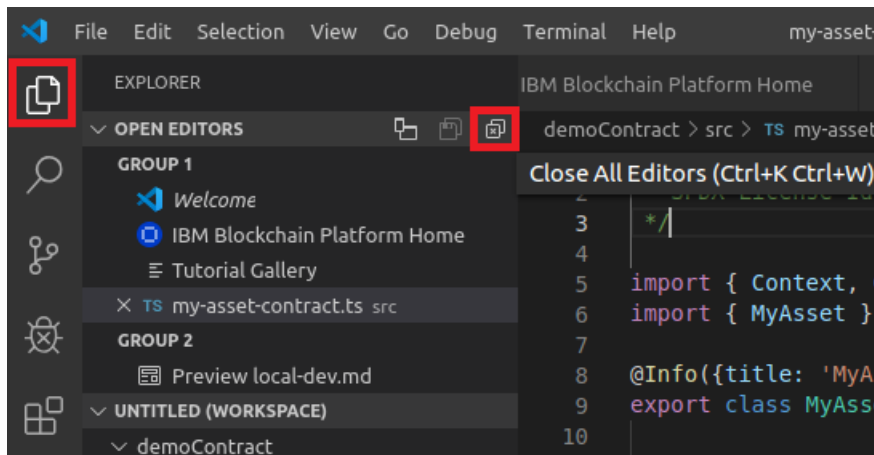 File Edit Selection View Go Debug Terminal Help my-asset-
EXPLORER
IBM Blockchain Platform Home
OPEN EDITORS
demoContract > src > TS my-asset
GROUP 1
Close All Editors (Ctrl+K Ctrl+W)
Welcome
2
IBM Blockchain Platform Home
3 */
4
Tutorial Gallery
5 import { Context,
TS my-asset-contract.ts src
6 import { MyAsset }
GROUP 2
7
Preview local-dev.md
8 @Info({title: 'MyA
UNTITLED (WORKSPACE)
9 export class MyAss
10
demoContract